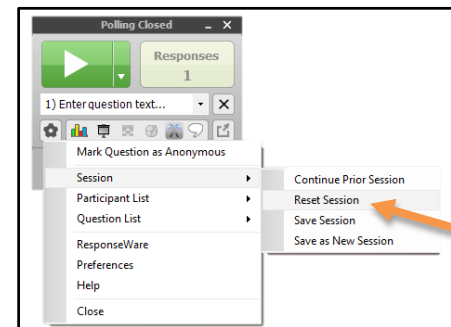 Polling Closed
Responses
1
1) Enter question text...
Mark Question as Anonymous
Session
Participant List
Question List
ResponseWare
Preferences
Help
Close
Continue Prior Session
Reset Session
Save Session
Save as New Session